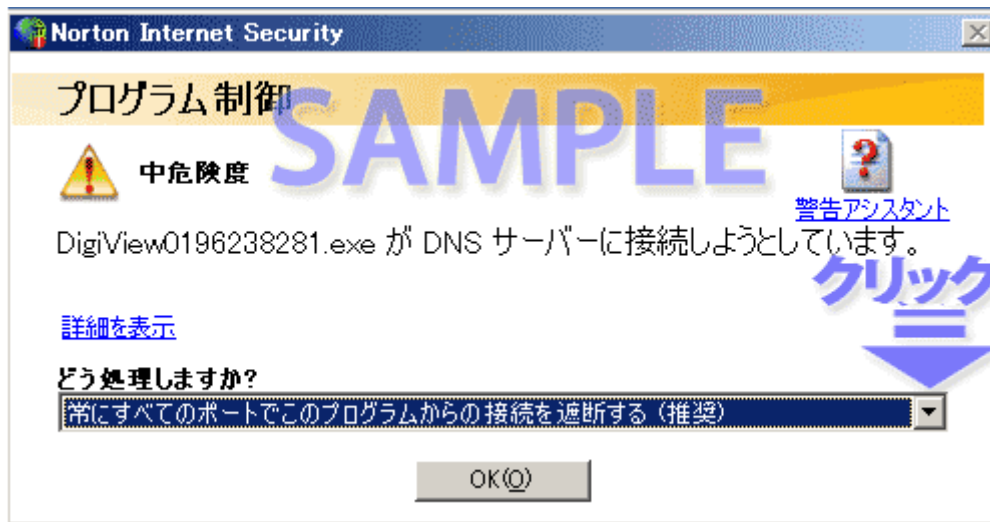 Norton Internet Security
プログラム制御
SAMPLE
中危険度
警告アシスタント
DigiView0196238281.exe が DNS サーバーに接続しようとしています。
クリック
詳細を表示
どう処理しますか?
常にすべてのポートでこのプログラムからの接続を遮断する（推奨）
OK(O)